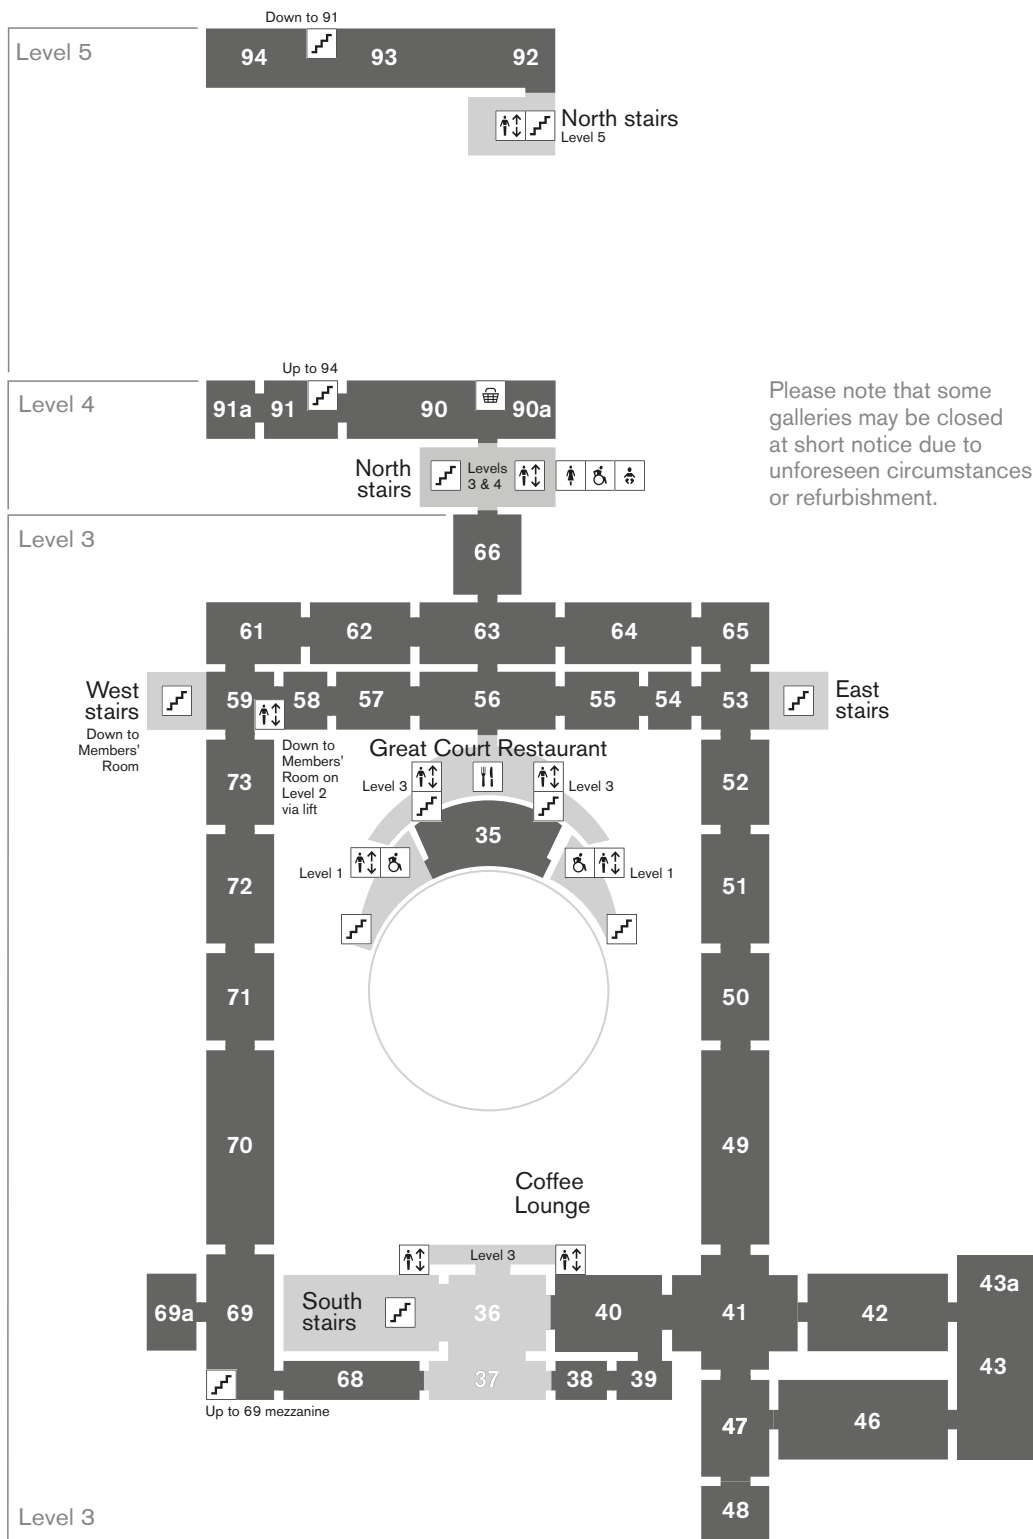 Down to 91
Level 5
94
93
92
North stairs
Level 5
Up to 94
Level 4
91a
91
90
90a
Please note that some
galleries may be closed
at short notice due to
unforeseen circumstances
or refurbishment.
North
stairs
Levels
3 & 4
Level 3
66
61
62
63
64
65
West
stairs
Down to
Members'
Room
59
58
57
56
55
54
53
East
stairs
Down to
Members'
Room on
Level 2
via lift
Great Court Restaurant
73
Level 3
Level 3
52
35
72
Level 1
Level 1
51
71
50
70
49
Coffee
Lounge
Level 3
69a
69
South
stairs
36
40
41
42
43a
68
37
38
39
43
Up to 69 mezzanine
47
46
48
Level 3